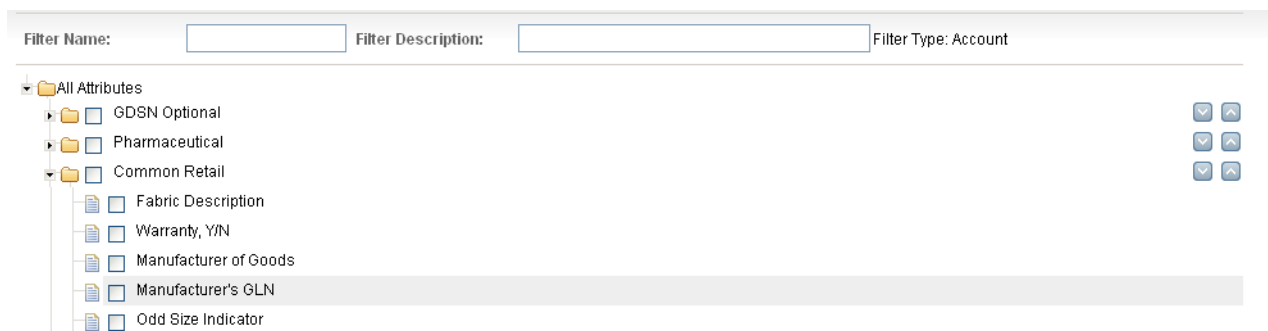 Filter Name: Filter Description: Filter Type: Account
All Attributes
GDSN Optional
Pharmaceutical
Common Retail
Fabric Description
Warranty, Y/N
Manufacturer of Goods
Manufacturer's GLN
Odd Size Indicator